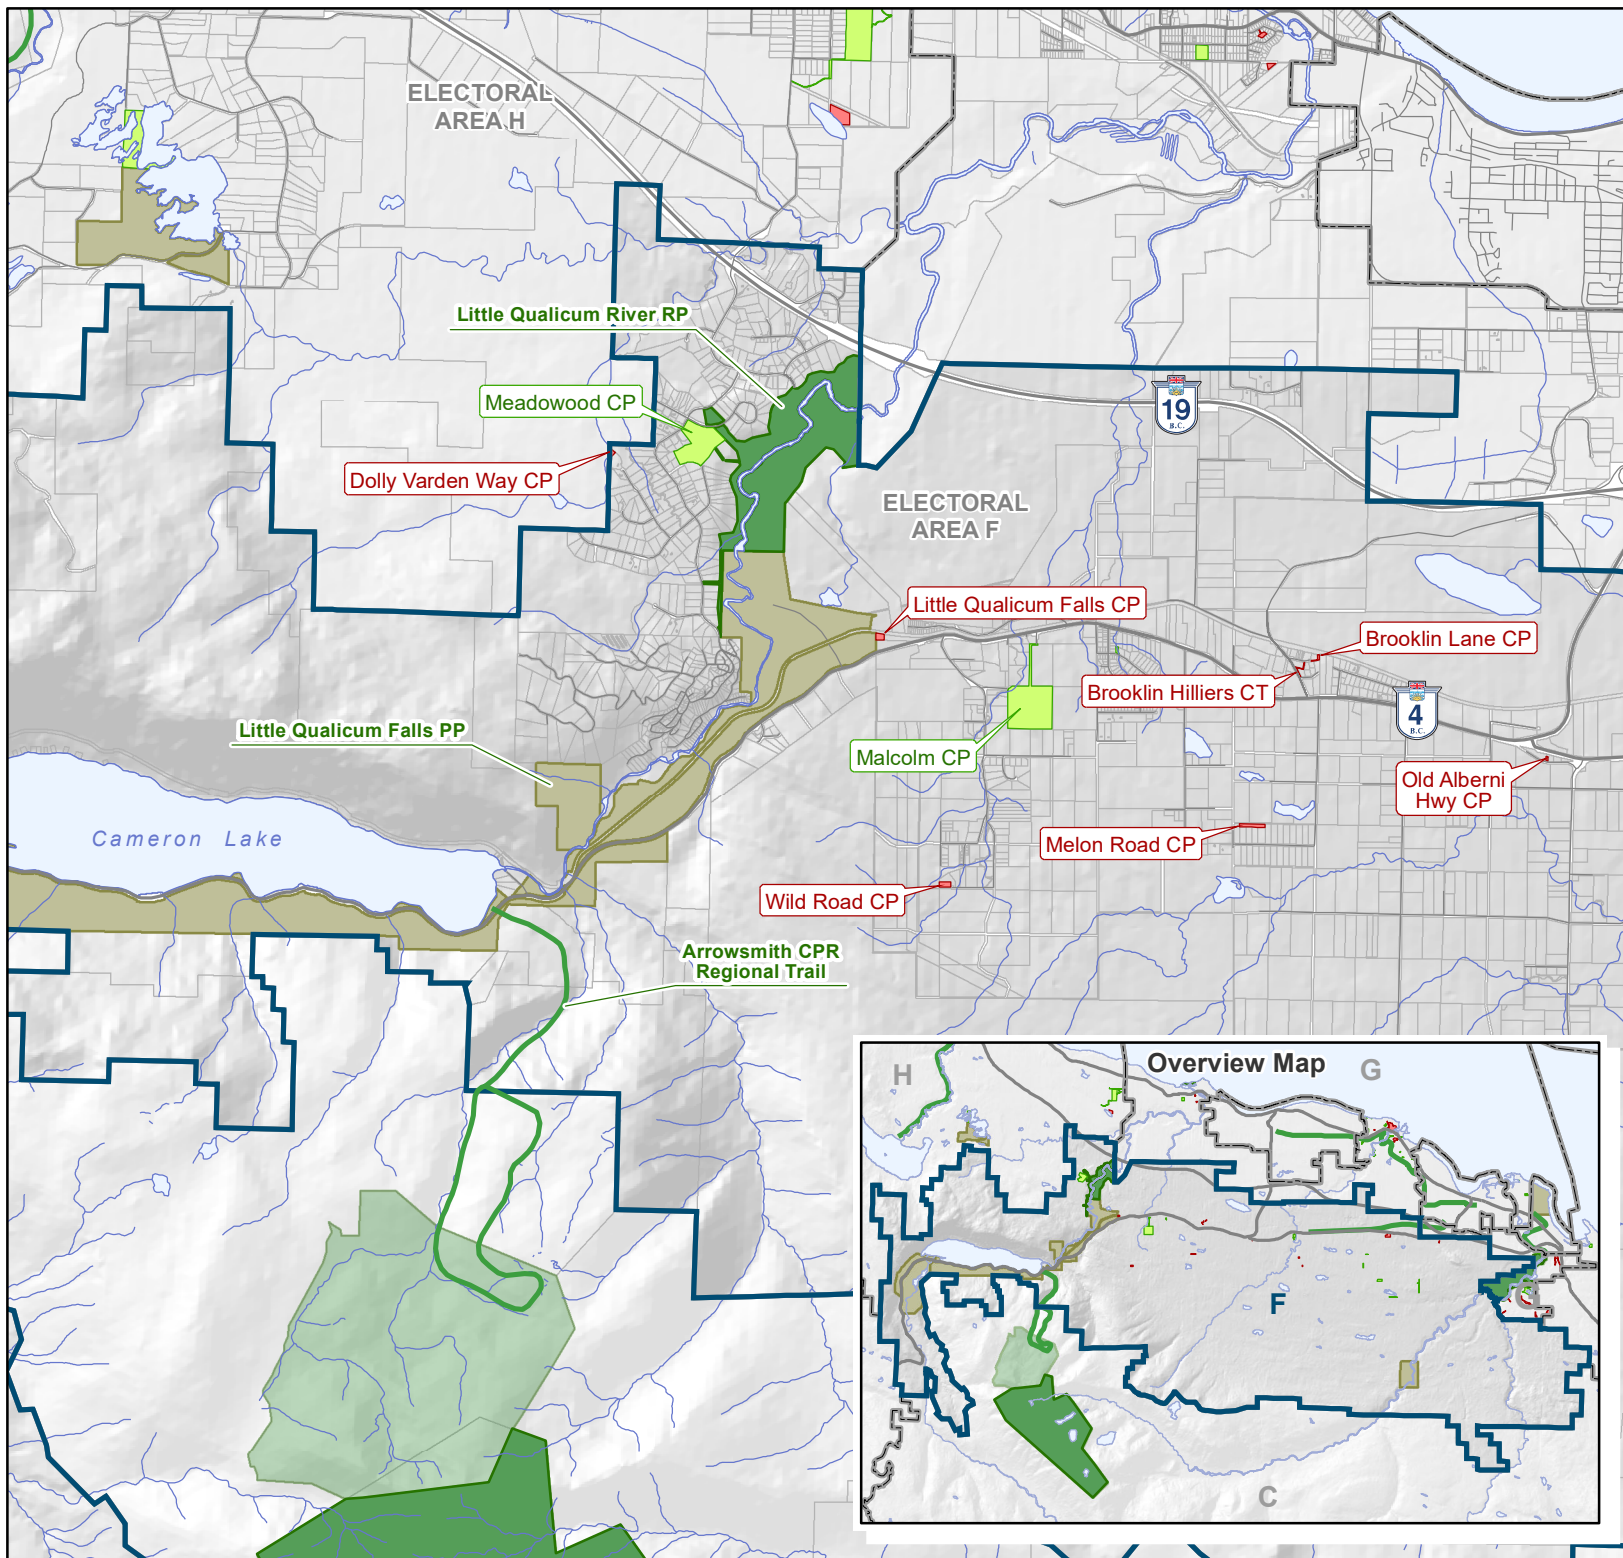 ELECTORAL
AREA H
Little Qualicum River RP
Meadowood CP
19
B.C.
Dolly Varden Way CP
ELECTORAL
AREA F
Little Qualicum Falls CP
Brooklin Lane CP
Brooklin Hilliers CT
4
B.C.
Little Qualicum Falls PP
Malcolm CP
Old Alberni
Hwy CP
Cameron Lake
Melon Road CP
Wild Road CP
Arrowsmith CPR
Regional Trail
Overview Map
H
G
F
G
C